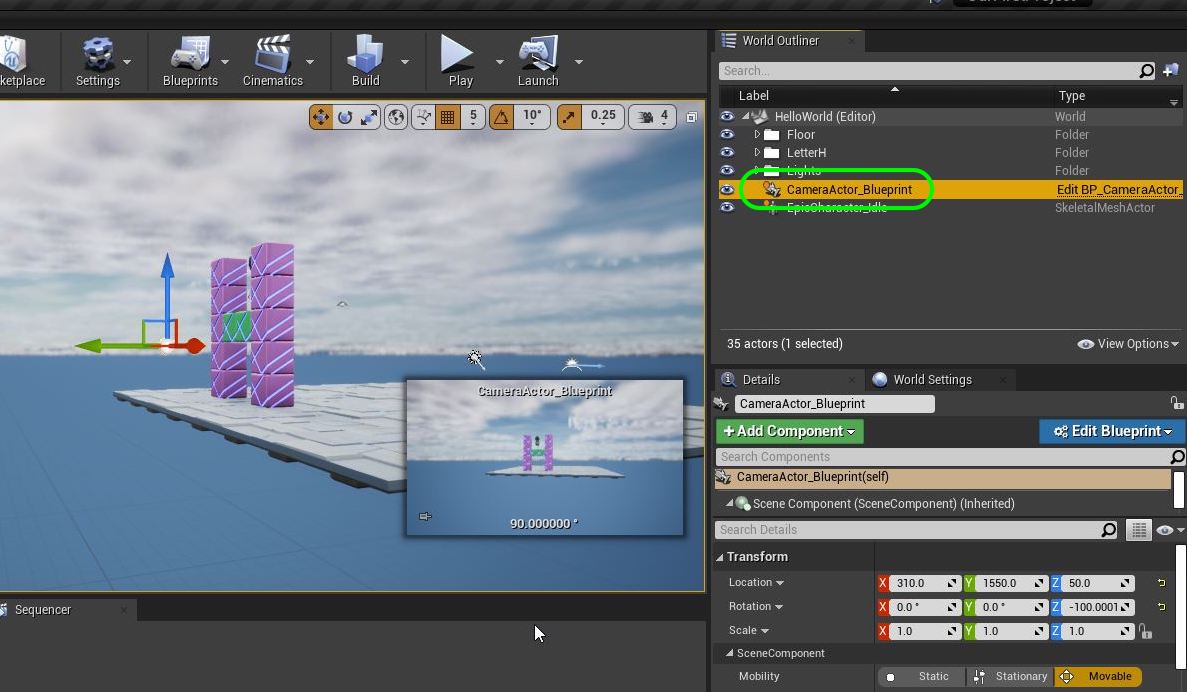 Settings
Blueprints
Cinematics
Build
Play
Launch
5
10°
0.25
4
CameraActor_Blueprint
90.000000 °
Sequencer
World Outliner
Search...
Label
Type
HelloWorld (Editor)
World
Floor
Folder
LetterH
Folder
Lights
Folder
CameraActor_Blueprint
Edit BP_CameraActor_
EpicCharacter_Idle
SkeletalMeshActor
35 actors (1 selected)
View Options
Details
World Settings
CameraActor_Blueprint
+Add Component
Edit Blueprint
Search Components
CameraActor_Blueprint(self)
Scene Component (SceneComponent) (Inherited)
Search Details
Transform
Location
X 310.0
Y 1550.0
Z 50.0
Rotation
X 0.0 °
Y 0.0 °
Z -100.0001
Scale
X 1.0
Y 1.0
Z 1.0
SceneComponent
Mobility
Static
Stationary
Movable